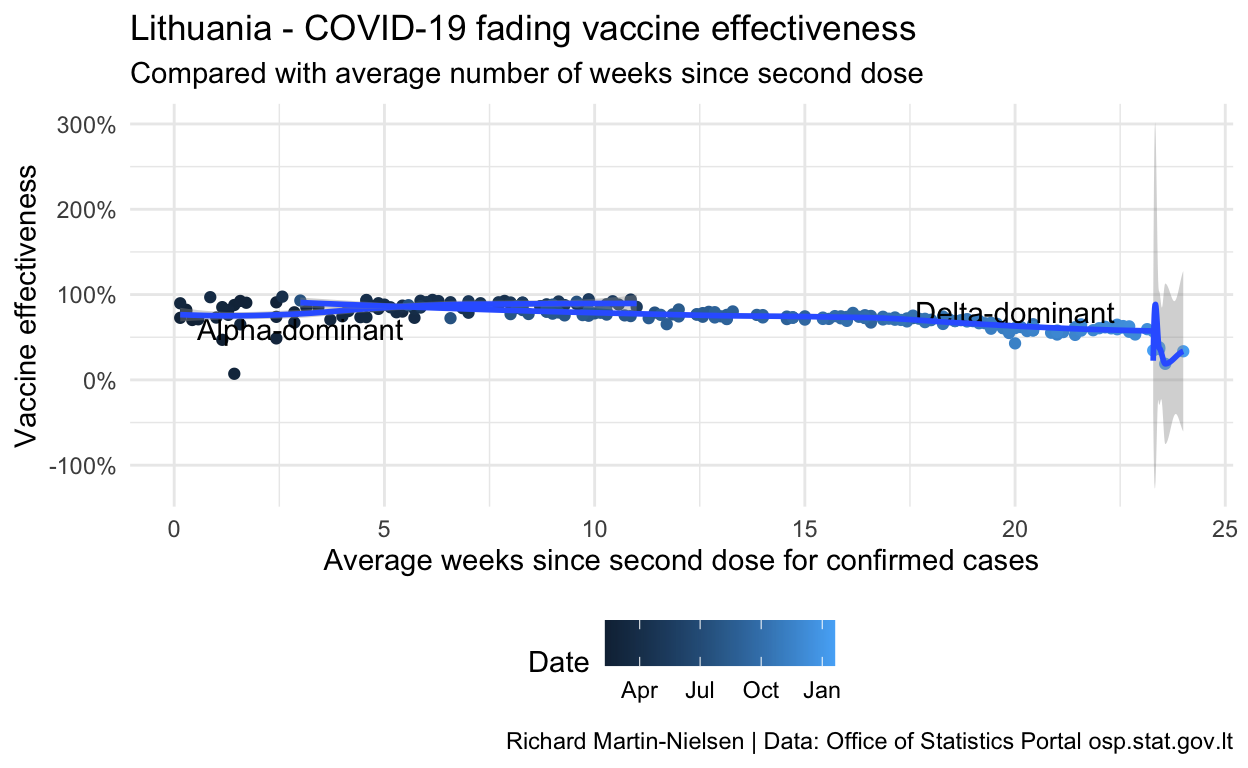 Lithuania - COVID-19 fading vaccine effectiveness
Compared with average number of weeks since second dose
Vaccine effectiveness
300%
200%
100%
0%
-100%
Alpha-dominant
Delta-dominant
0 5 10 15 20 25
Average weeks since second dose for confirmed cases
Date
Apr Jul Oct Jan
Richard Martin-Nielsen | Data: Office of Statistics Portal osp.stat.gov.lt